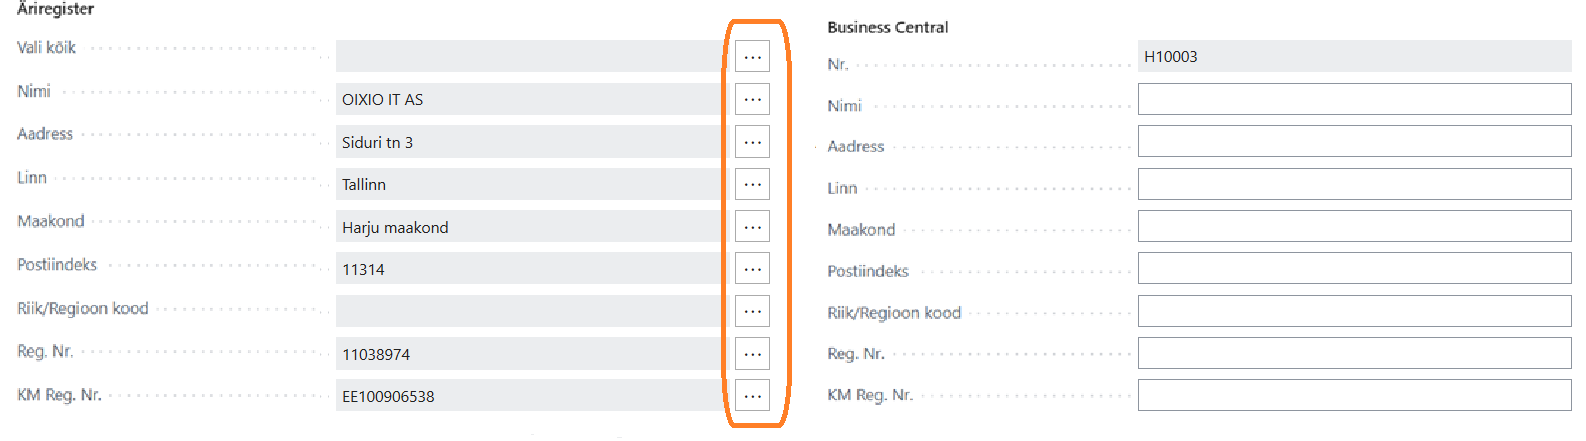 Äriregister
Vali kõik
...
Nimi
OIXIO IT AS
...
Aadress
Siduri tn 3
...
Linn
Tallinn
...
Maakond
Harju maakond
...
Postiindeks
11314
...
Riik/Regioon kood
...
Reg. Nr.
11038974
...
KM Reg. Nr.
EE100906538
...
Business Central
Nr.
H10003
Nimi
Aadress
Linn
Maakond
Postiindeks
Riik/Regioon kood
Reg. Nr.
KM Reg. Nr.